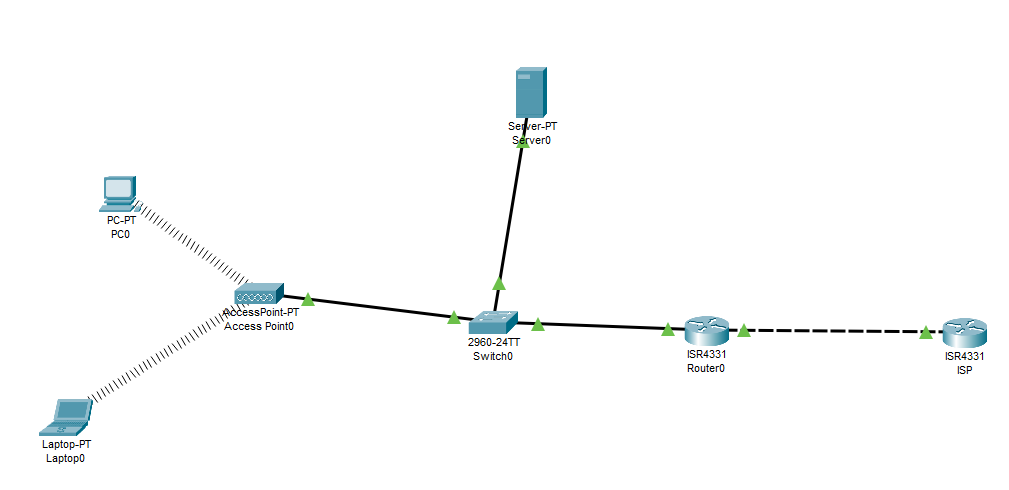 Server-PT
Server0
PC-PT
PC0
AccessPoint-PT
Access Point0
2960-24TT
Switch0
ISR4331
Router0
ISR4331
ISP
Laptop-PT
Laptop0